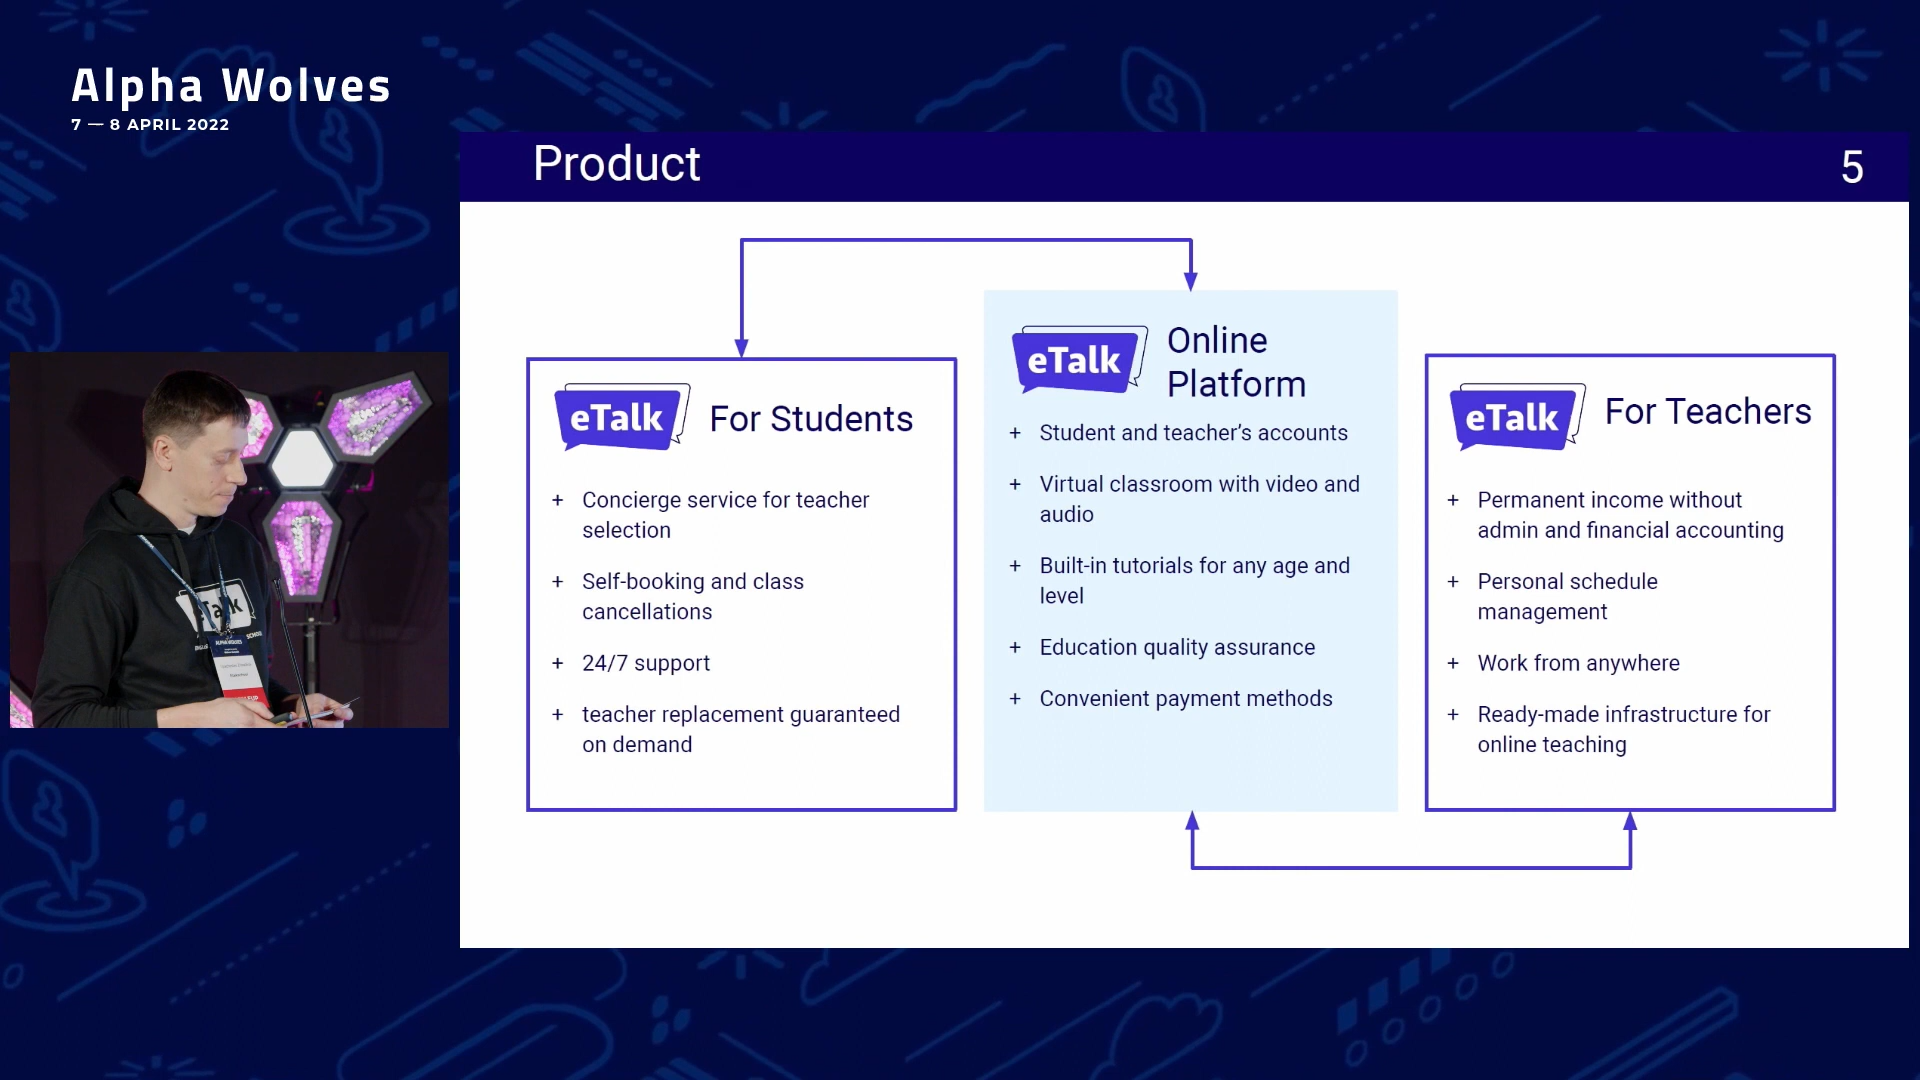 Alpha Wolves
7 — 8 APRIL 2022
Product
5
eTalk
For Students
+ Concierge service for teacher
selection
+ Self-booking and class
cancellations
+ 24/7 support
+ teacher replacement guaranteed
on demand
eTalk
Online
Platform
+ Student and teacher’s accounts
+ Virtual classroom with video and
audio
+ Built-in tutorials for any age and
level
+ Education quality assurance
+ Convenient payment methods
eTalk
For Teachers
+ Permanent income without
admin and financial accounting
+ Personal schedule
management
+ Work from anywhere
+ Ready-made infrastructure for
online teaching
eTalk